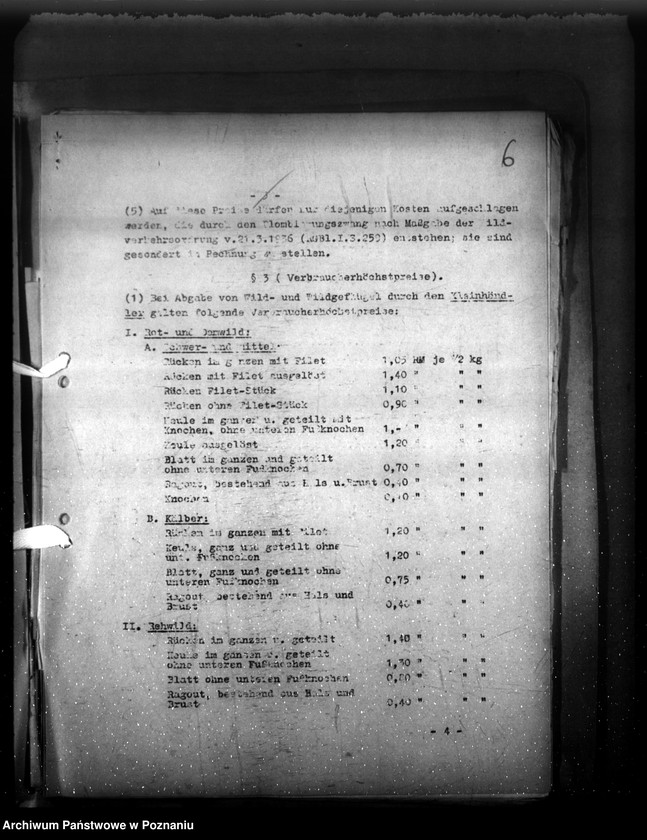 6
- 3 -
(5) Auf diese Preise dürfen nur diejenigen Kosten aufgeschlagen
werden, die durch den Plombierungszwang nach Maßgabe der Wild-
verkehrsordnung v.21.3.1936 (RGBl.I.S.259) entstehen; sie sind
gesondert in Rechnung zu stellen.
§ 3 ( Verbraucherhöchstpreise).
(1) Bei Abgabe von Wild- und Wildgeflügel durch den Kleinhänd-
ler gelten folgende Verbraucherhöchstpreise:
I. Rot- und Damwild:
A. Schwer- und Mittel-
Rücken im ganzen mit Filet 1,05 RM je 1/2 kg
Rücken mit Filet ausgelöst 1,40 " " "
Rücken Filet-Stück 1,10 " " "
Rücken ohne Filet-Stück 0,90 " " "
Keule im ganzen u. geteilt mit
Knochen, ohne unteren Fußknochen 1,- " " "
Keule ausgelöst 1,20 " " "
Blatt im ganzen und geteilt
ohne unteren Fußknochen 0,70 " " "
Ragout, bestehend aus Hals u.Brust 0,40 " " "
Knochen 0,10 " " "
B. Kälber:
Rücken im ganzen mit Filet 1,20 " " "
Keule, ganz und geteilt ohne
unt. Fußknochen 1,20 " " "
Blatt, ganz und geteilt ohne
unteren Fußknochen 0,75 " " "
Ragout, bestehend aus Hals und
Brust 0,40 " " "
II. Rehwild:
Rücken im ganzen u. geteilt 1,40 " " "
Keule im ganzen u. geteilt
ohne unteren Fußknochen 1,30 " " "
Blatt ohne unteren Fußknochen 0,80 " " "
Ragout, bestehend aus Hals und
Brust 0,40 " " "
- 4 -
Archiwum Państwowe w Poznaniu